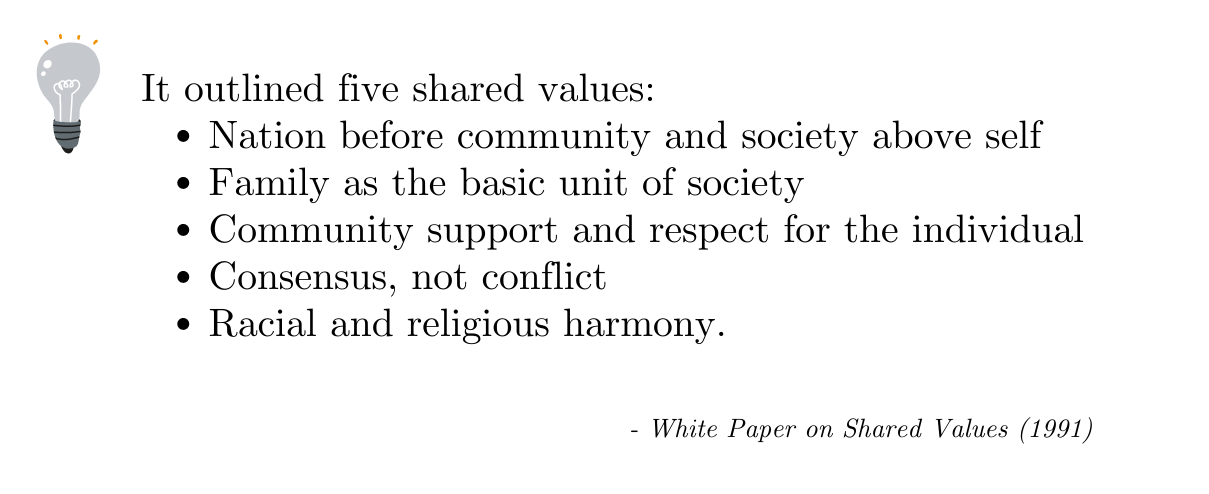 It outlined five shared values:
• Nation before community and society above self
• Family as the basic unit of society
• Community support and respect for the individual
• Consensus, not conflict
• Racial and religious harmony.
- White Paper on Shared Values (1991)